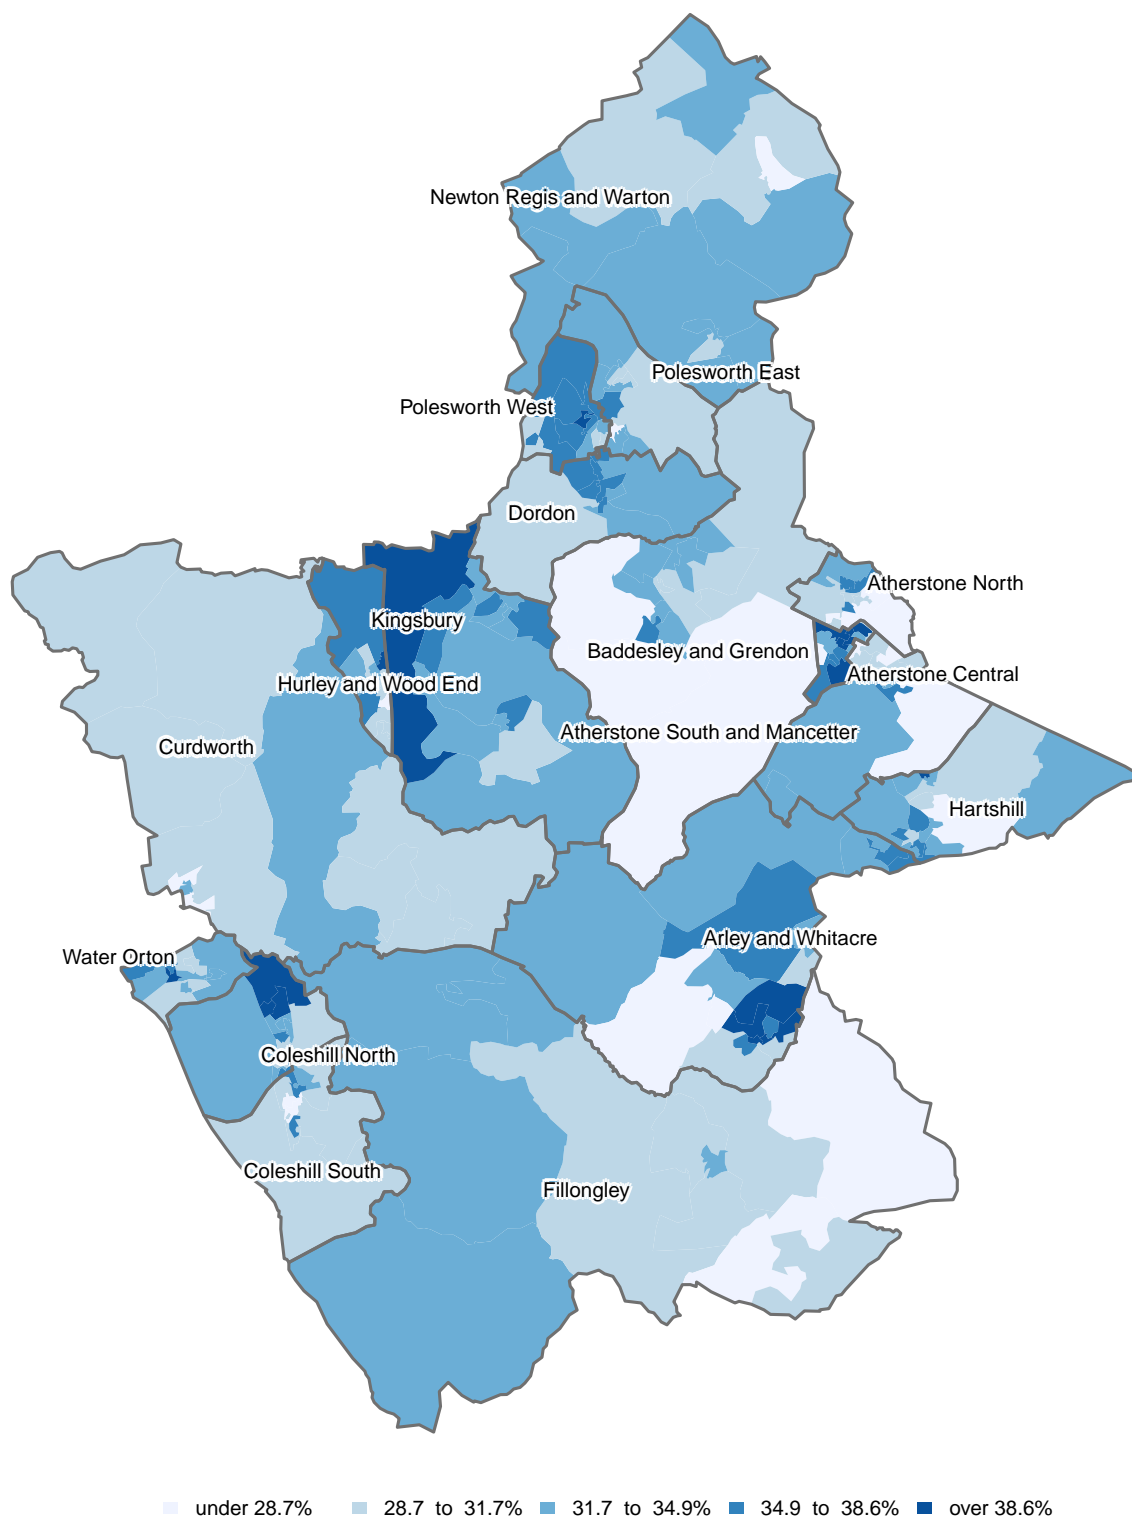 Newton Regis and Warton
Polesworth East
Polesworth West
Dordon
Atherstone North
Kingsbury
Baddesley and Grendon
Atherstone Central
Hurley and Wood End
Atherstone South and Mancetter
Curdworth
Hartshill
Arley and Whitacre
Water Orton
Coleshill North
Coleshill South
Fillongley
under 28.7% 28.7 to 31.7% 31.7 to 34.9% 34.9 to 38.6% over 38.6%